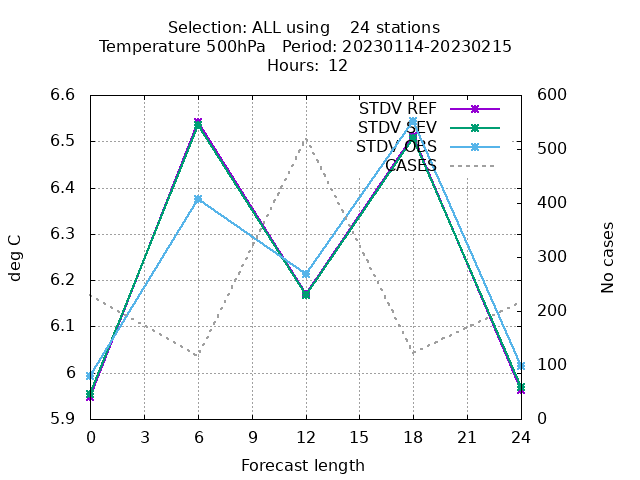 Selection: ALL using    24 stations
Temperature 500hPa   Period: 20230114-20230215
Hours: 12
STDV REF
STDV SEV
STDV OBS
CASES
6.6
6.5
6.4
6.3
6.2
6.1
6
5.9
deg C
600
500
400
300
200
100
0
No cases
0 3 6 9 12 15 18 21 24
Forecast length